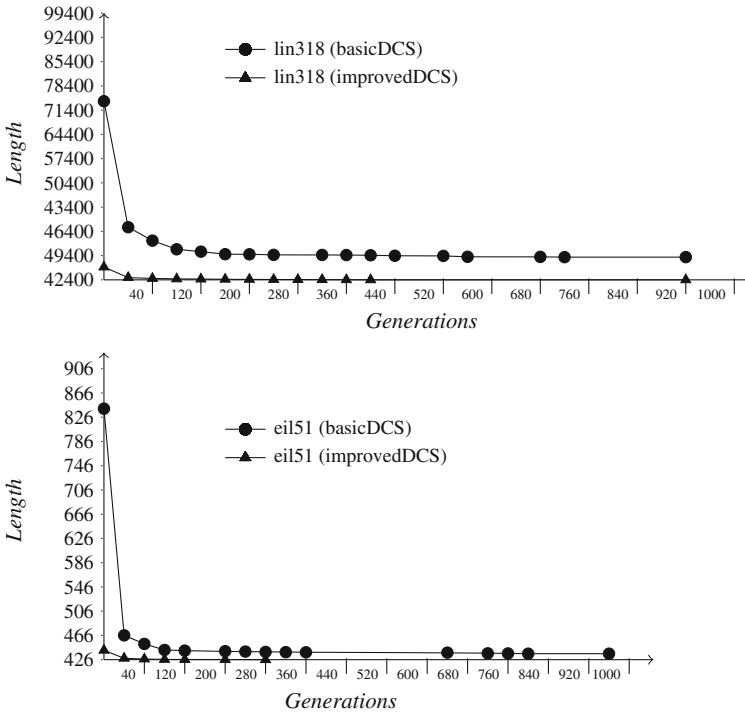 99400
92400
85400
78400
71400
64400
57400
50400
43400
46400
49400
42400
Length
lin318 (basicDCS)
lin318 (improvedDCS)
40 120 200 280 360 440 520 600 680 760 840 920 1000
Generations
906
866
826
786
746
706
666
626
586
546
506
466
426
Length
eil51 (basicDCS)
eil51 (improvedDCS)
40 120 200 280 360 440 520 600 680 760 840 920 1000
Generations